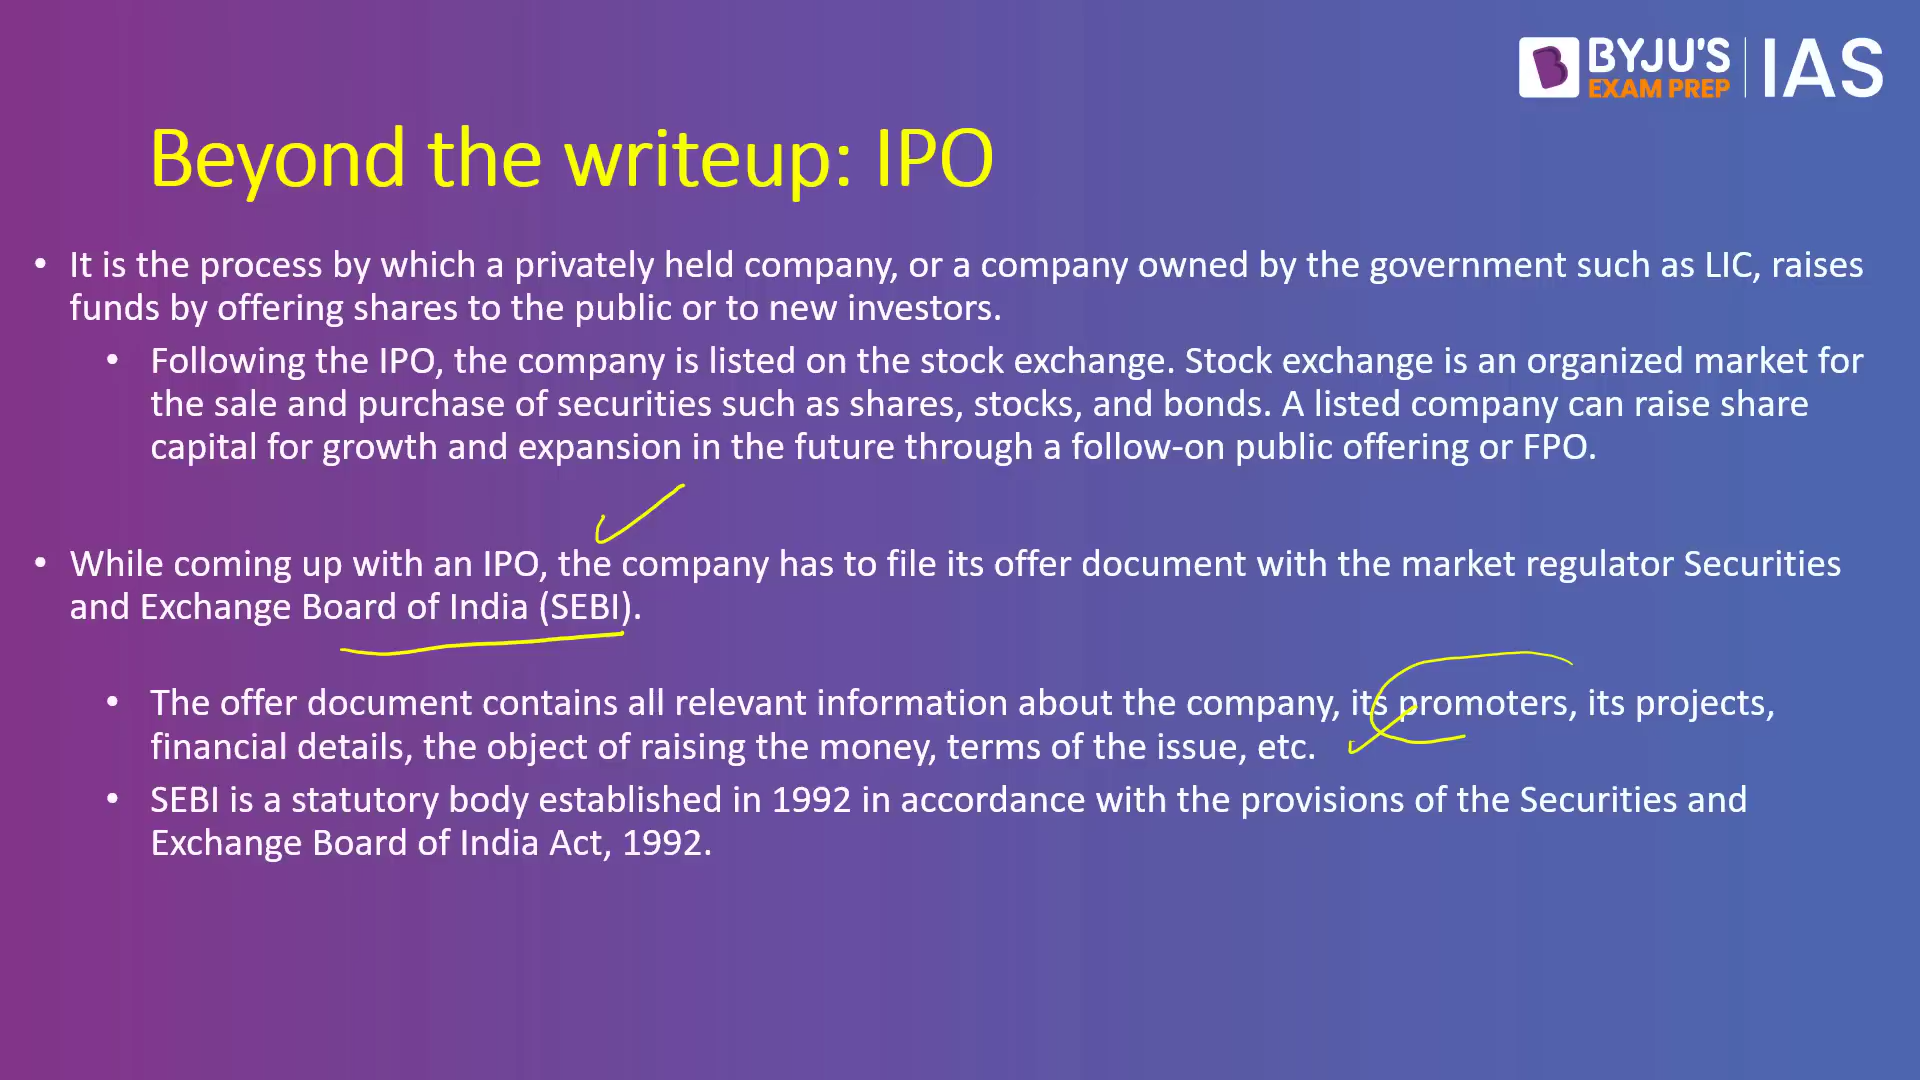 BYJU'S
EXAM PREP
IAS
Beyond the writeup: IPO
• It is the process by which a privately held company, or a company owned by the government such as LIC, raises
funds by offering shares to the public or to new investors.
• Following the IPO, the company is listed on the stock exchange. Stock exchange is an organized market for
the sale and purchase of securities such as shares, stocks, and bonds. A listed company can raise share
capital for growth and expansion in the future through a follow-on public offering or FPO.
• While coming up with an IPO, the company has to file its offer document with the market regulator Securities
and Exchange Board of India (SEBI).
• The offer document contains all relevant information about the company, its promoters, its projects,
financial details, the object of raising the money, terms of the issue, etc.
• SEBI is a statutory body established in 1992 in accordance with the provisions of the Securities and
Exchange Board of India Act, 1992.